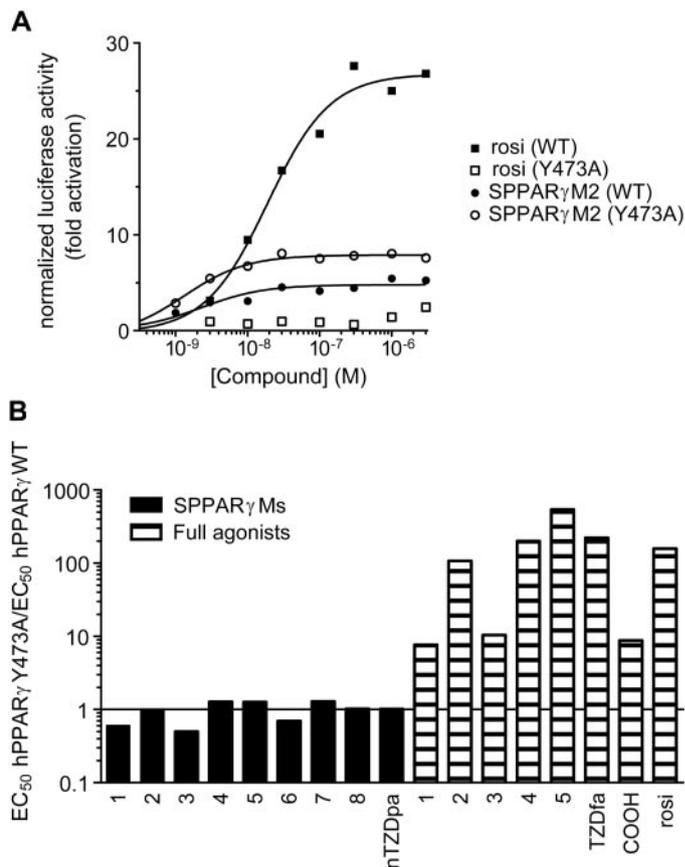 A
normalized luciferase activity
(fold activation)
30
20
10
0
10⁻⁹
10⁻⁸
10⁻⁷
10⁻⁶
[Compound] (M)
rosi (WT)
rosi (Y473A)
SPPARγM2 (WT)
SPPARγM2 (Y473A)
B
EC₅₀ hPPARγ Y473A/EC₅₀ hPPARγ WT
1000
100
10
1
0.1
SPPARγMs
Full agonists
1
2
3
4
5
6
7
8
nTZDpa
1
2
3
4
5
TZDfa
COOH
rosi